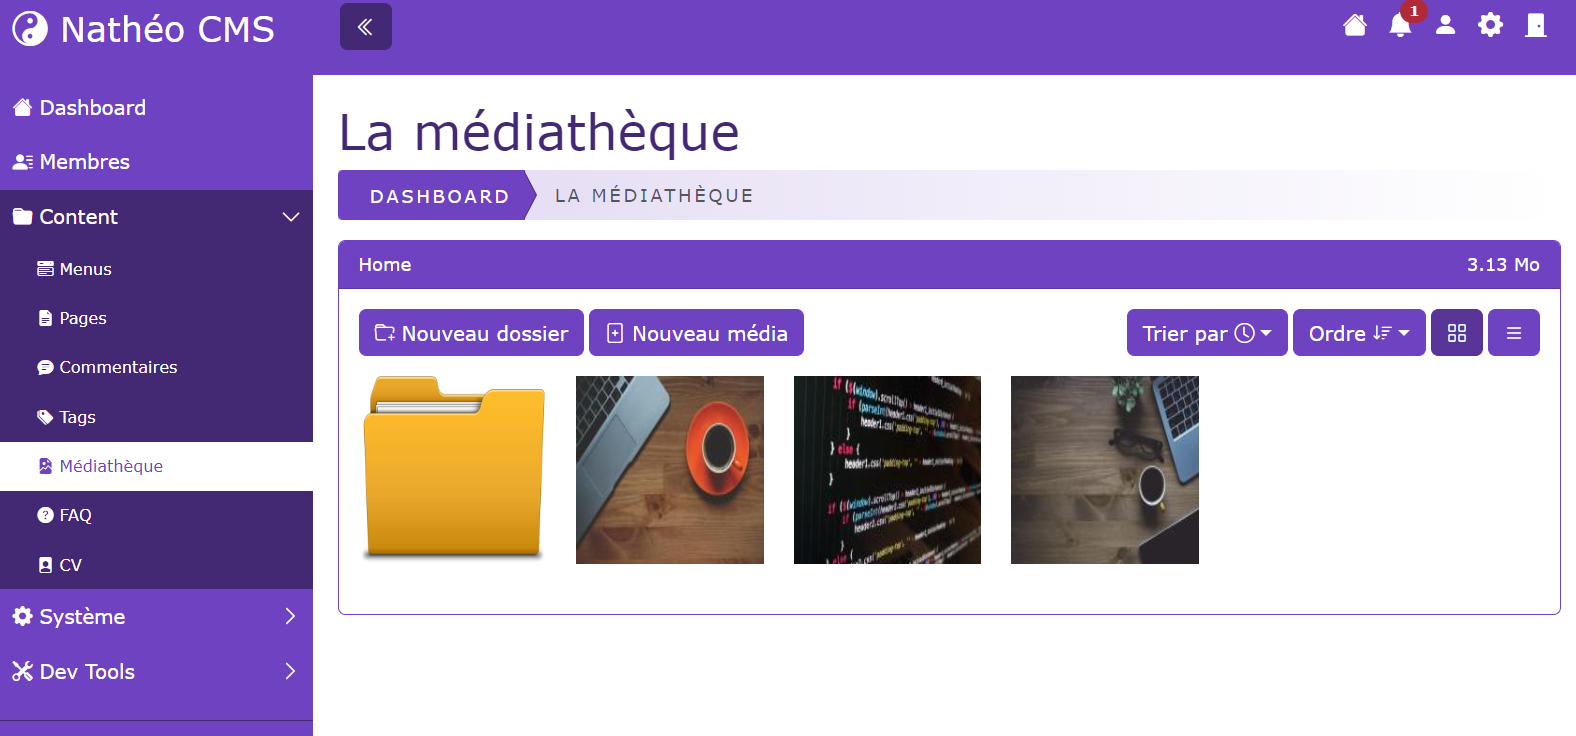 Nathéo CMS
1
Dashboard
Membres
Content
Menus
Pages
Commentaires
Tags
Médiathèque
FAQ
CV
Système
Dev Tools
La médiathèque
DASHBOARD
LA MÉDIATHÈQUE
Home
3.13 Mo
Nouveau dossier
Nouveau média
Trier par
Ordre